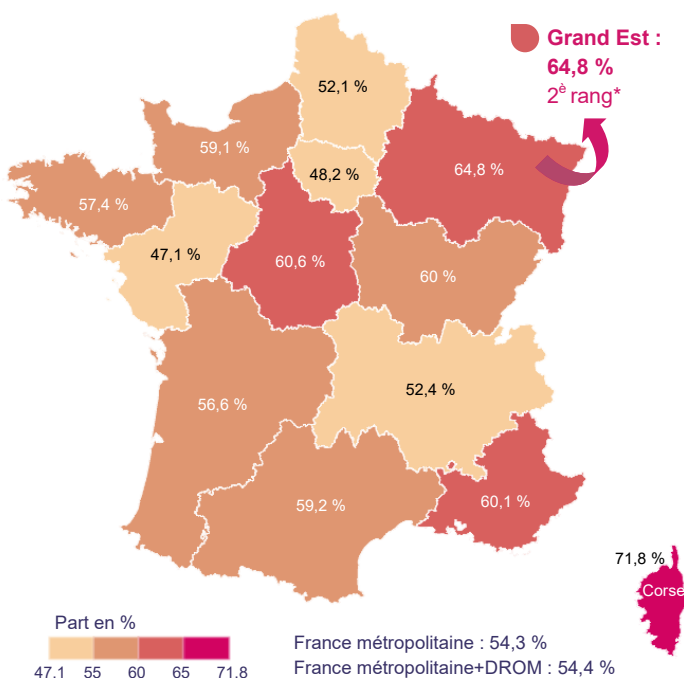 Grand Est :
64,8 %
2è rang*
52,1 %
59,1 %
48,2 %
64,8 %
57,4 %
47,1 %
60,6 %
60 %
56,6 %
52,4 %
59,2 %
60,1 %
71,8 %
Corse
Part en %
47,1 55 60 65 71,8
France métropolitaine : 54,3 %
France métropolitaine+DROM : 54,4 %